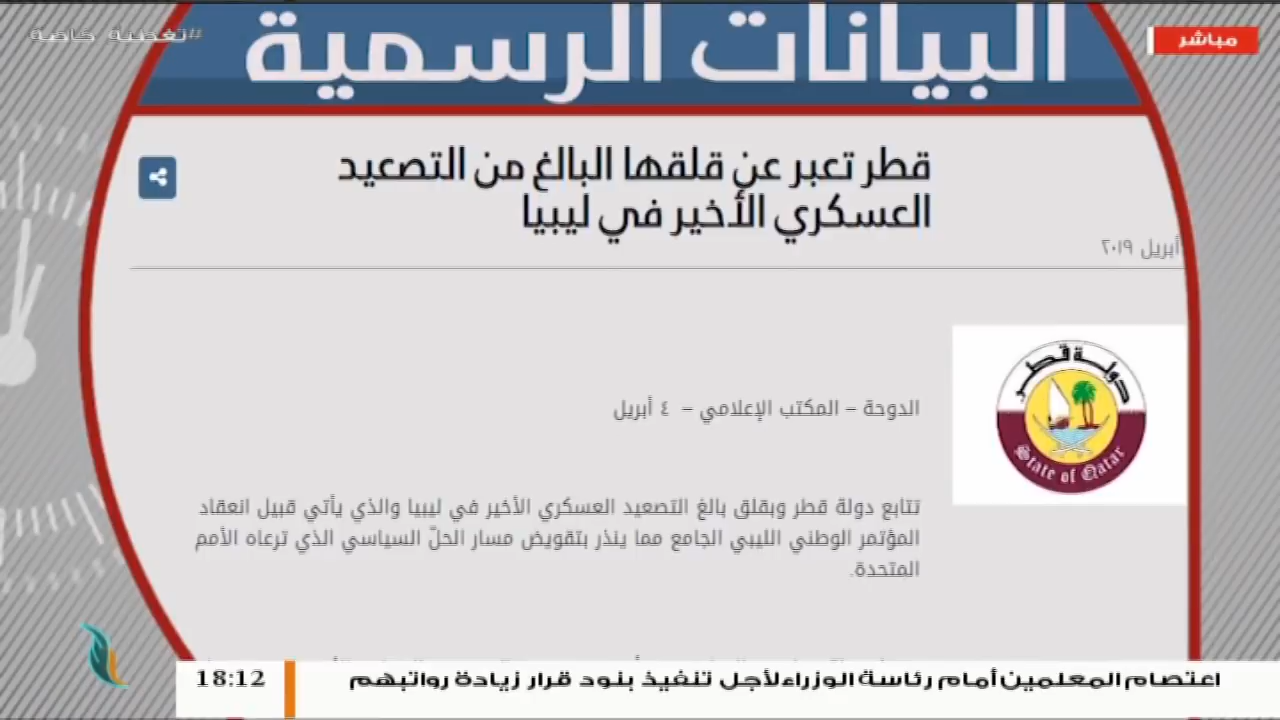 #تغطية خاصة
مباشر
البيانات الرسمية
قطر تعبر عن قلقها البالغ من التصعيد
العسكري الأخير في ليبيا
أبريل ٢٠١٩
دولة قطر
State of Qatar
الدوحة – المكتب الإعلامي – ٤ أبريل
تتابع دولة قطر وبقلق بالغ التصعيد العسكري الأخير في ليبيا والذي يأتي قبيل انعقاد
المؤتمر الوطني الليبي الجامع مما ينذر بتقويض مسار الحلّ السياسي الذي ترعاه الأمم
المتحدة.
18:12
اعتصام المعلمين أمام رئاسة الوزراء لأجل تنفيذ بنود قرار زيادة رواتبهم